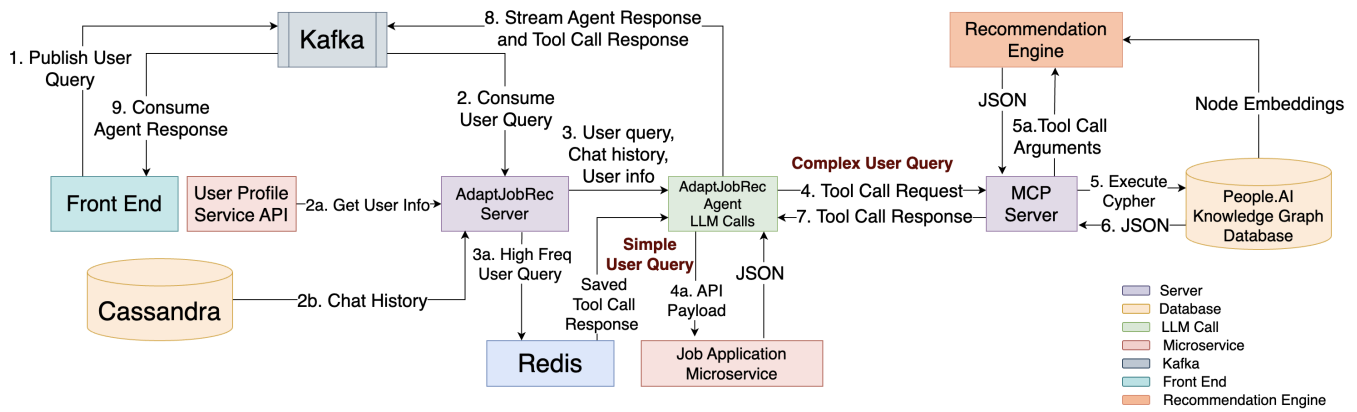 Kafka
8. Stream Agent Response
and Tool Call Response
Recommendation
Engine
1. Publish User
Query
9. Consume
Agent Response
2. Consume
User Query
3. User query,
Chat history,
User info
JSON
5a.Tool Call
Arguments
Node Embeddings
Complex User Query
Front End
User Profile
Service API
2a. Get User Info
AdaptJobRec
Server
AdaptJobRec
Agent
LLM Calls
4. Tool Call Request
7. Tool Call Response
MCP
Server
5. Execute
Cypher
6. JSON
People.AI
Knowledge Graph
Database
3a. High Freq
User Query
Simple
User Query
Saved
Tool Call
Response
4a. API
Payload
JSON
Cassandra
2b. Chat History
Redis
Job Application
Microservice
Server
Database
LLM Call
Microservice
Kafka
Front End
Recommendation Engine